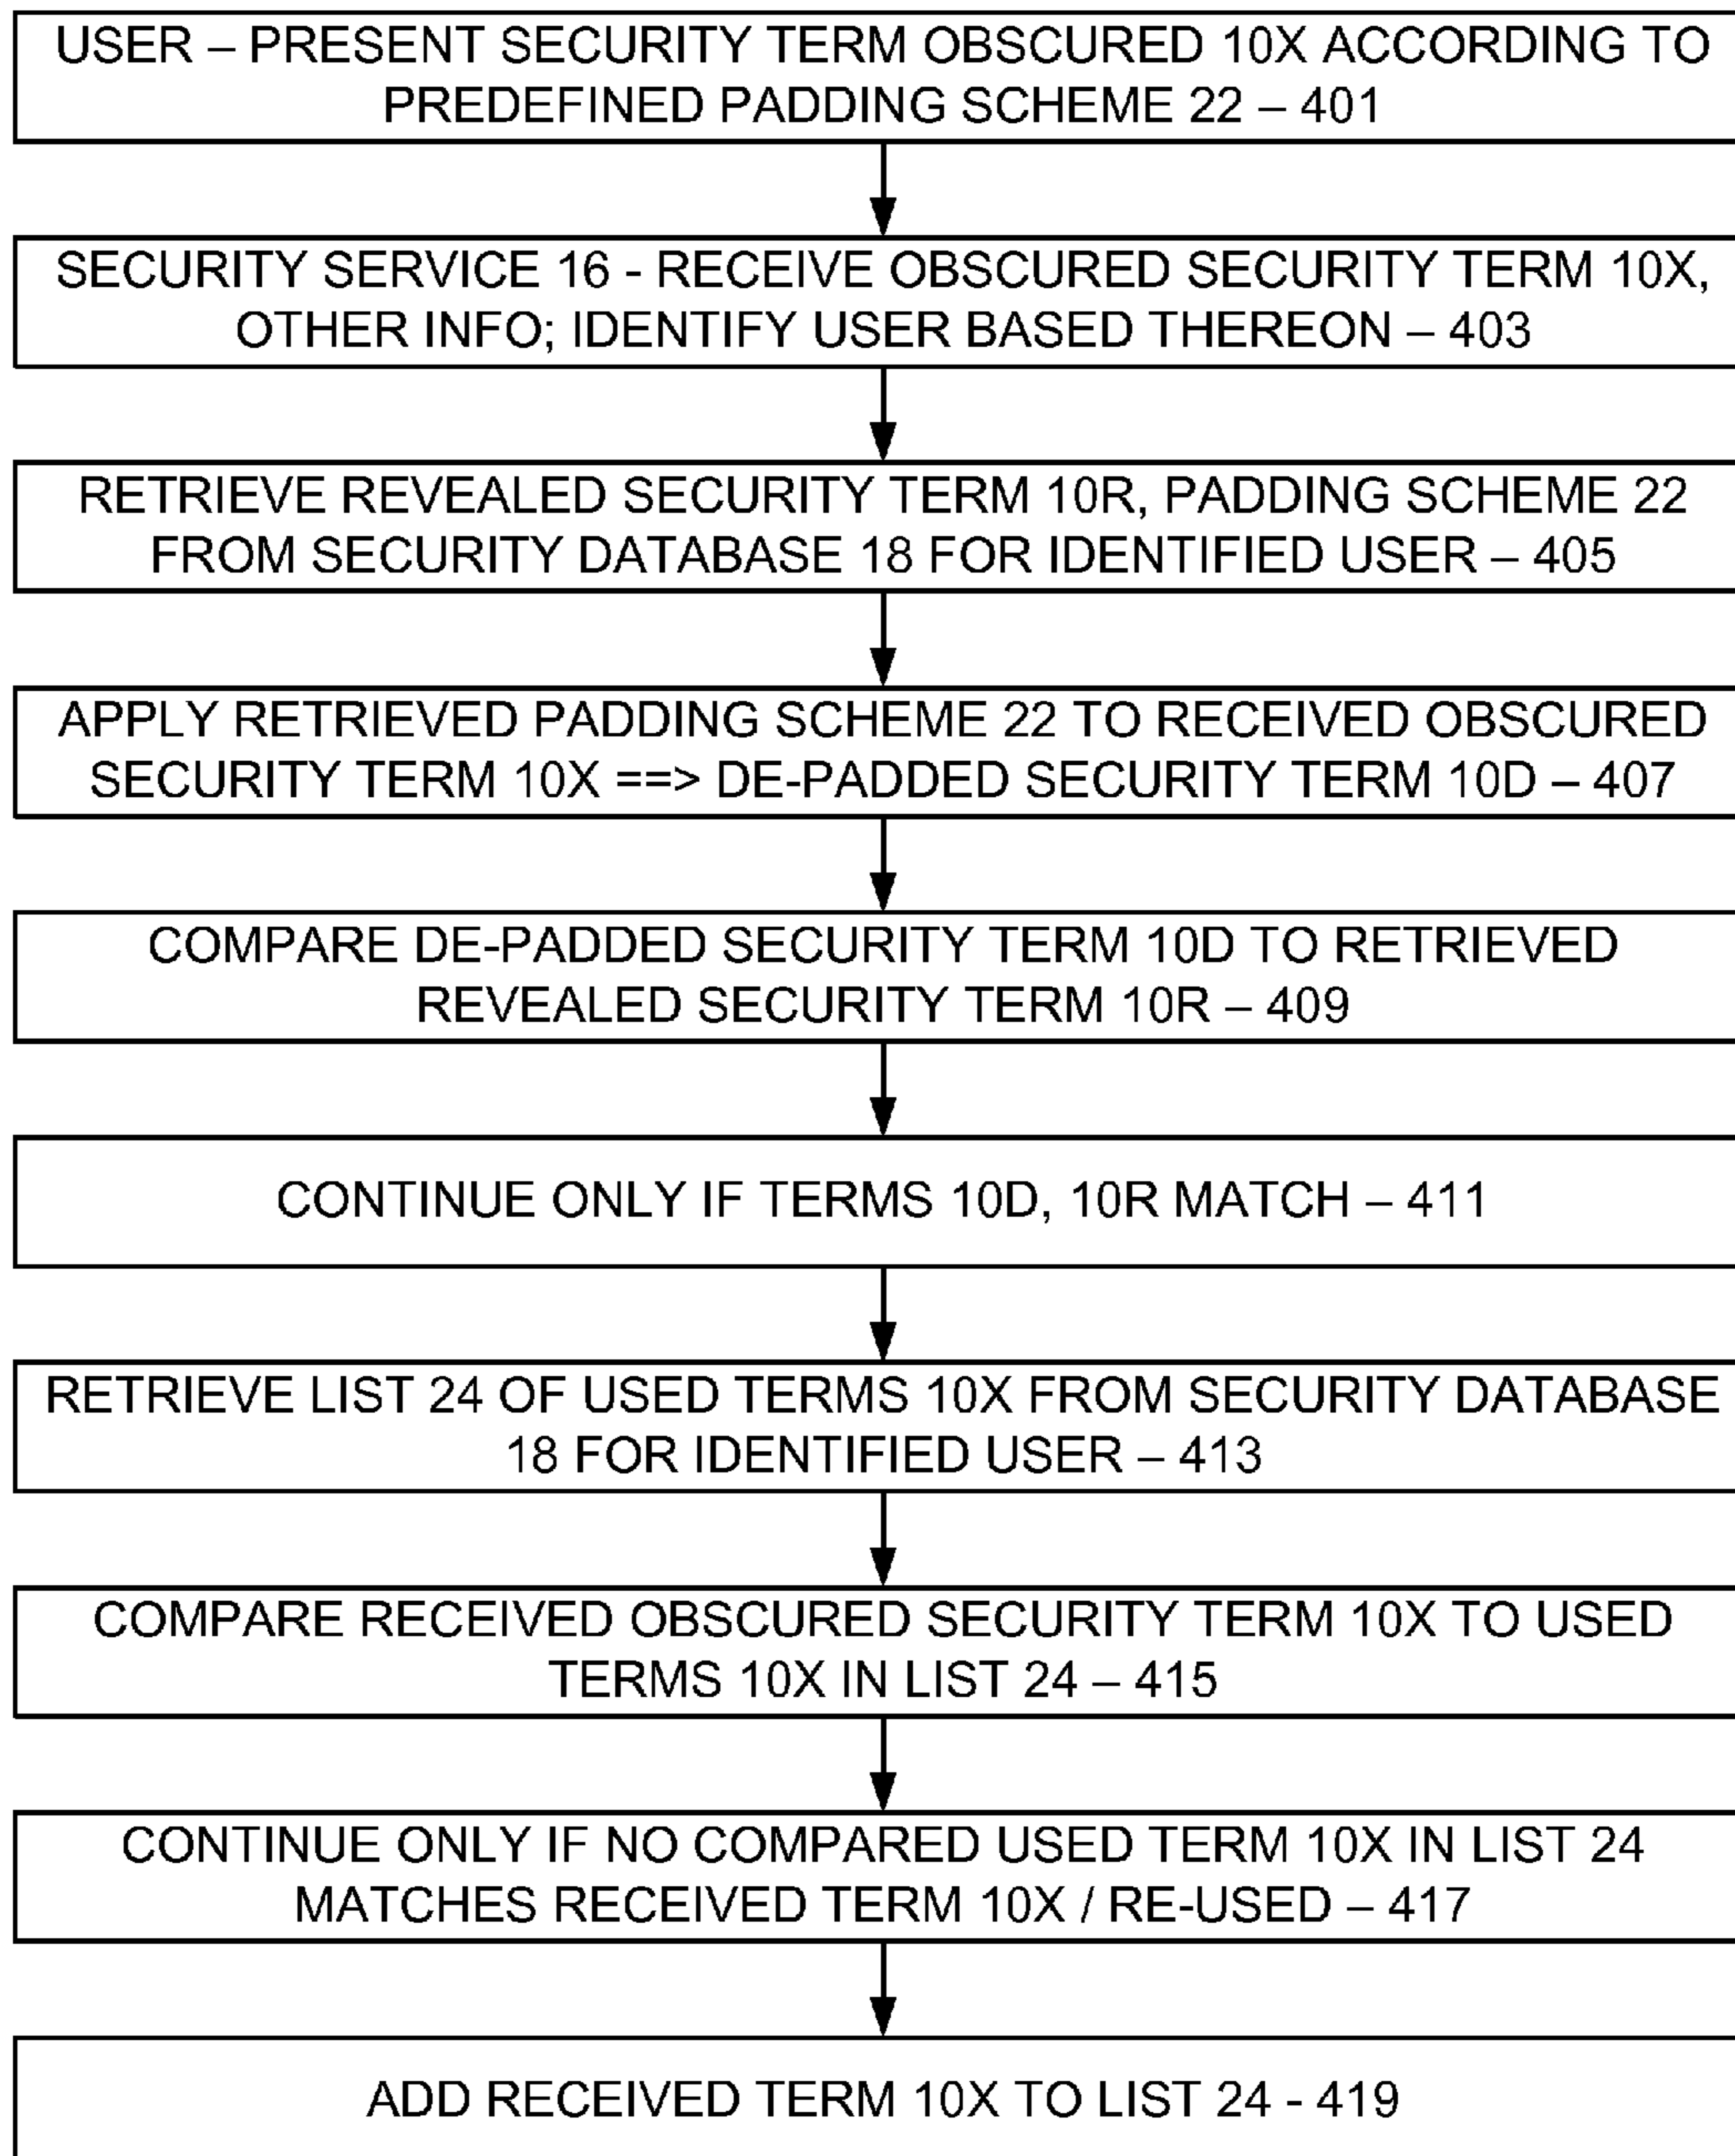 USER – PRESENT SECURITY TERM OBSCURED 10X ACCORDING TO
PREDEFINED PADDING SCHEME 22 – 401
SECURITY SERVICE 16 - RECEIVE OBSCURED SECURITY TERM 10X,
OTHER INFO; IDENTIFY USER BASED THEREON – 403
RETRIEVE REVEALED SECURITY TERM 10R, PADDING SCHEME 22
FROM SECURITY DATABASE 18 FOR IDENTIFIED USER – 405
APPLY RETRIEVED PADDING SCHEME 22 TO RECEIVED OBSCURED
SECURITY TERM 10X ==> DE-PADDED SECURITY TERM 10D – 407
COMPARE DE-PADDED SECURITY TERM 10D TO RETRIEVED
REVEALED SECURITY TERM 10R – 409
CONTINUE ONLY IF TERMS 10D, 10R MATCH – 411
RETRIEVE LIST 24 OF USED TERMS 10X FROM SECURITY DATABASE
18 FOR IDENTIFIED USER – 413
COMPARE RECEIVED OBSCURED SECURITY TERM 10X TO USED
TERMS 10X IN LIST 24 – 415
CONTINUE ONLY IF NO COMPARED USED TERM 10X IN LIST 24
MATCHES RECEIVED TERM 10X / RE-USED – 417
ADD RECEIVED TERM 10X TO LIST 24 - 419